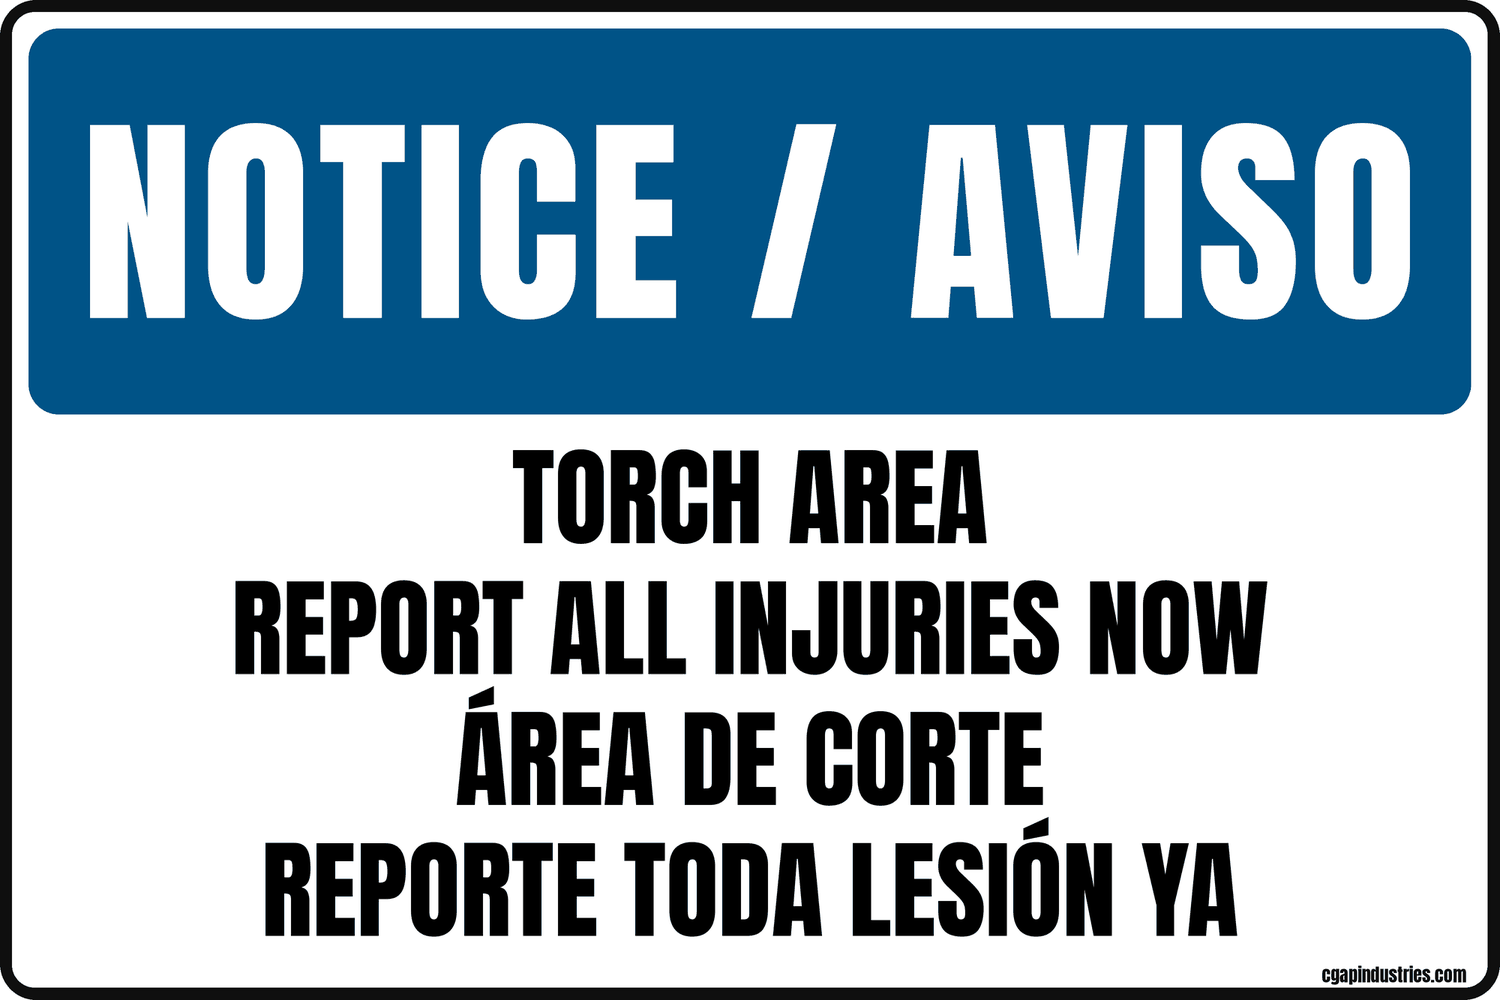 NOTICE / AVISO
TORCH AREA
REPORT ALL INJURIES NOW
ÁREA DE CORTE
REPORTE TODA LESIÓN YA
cgapindustries.com